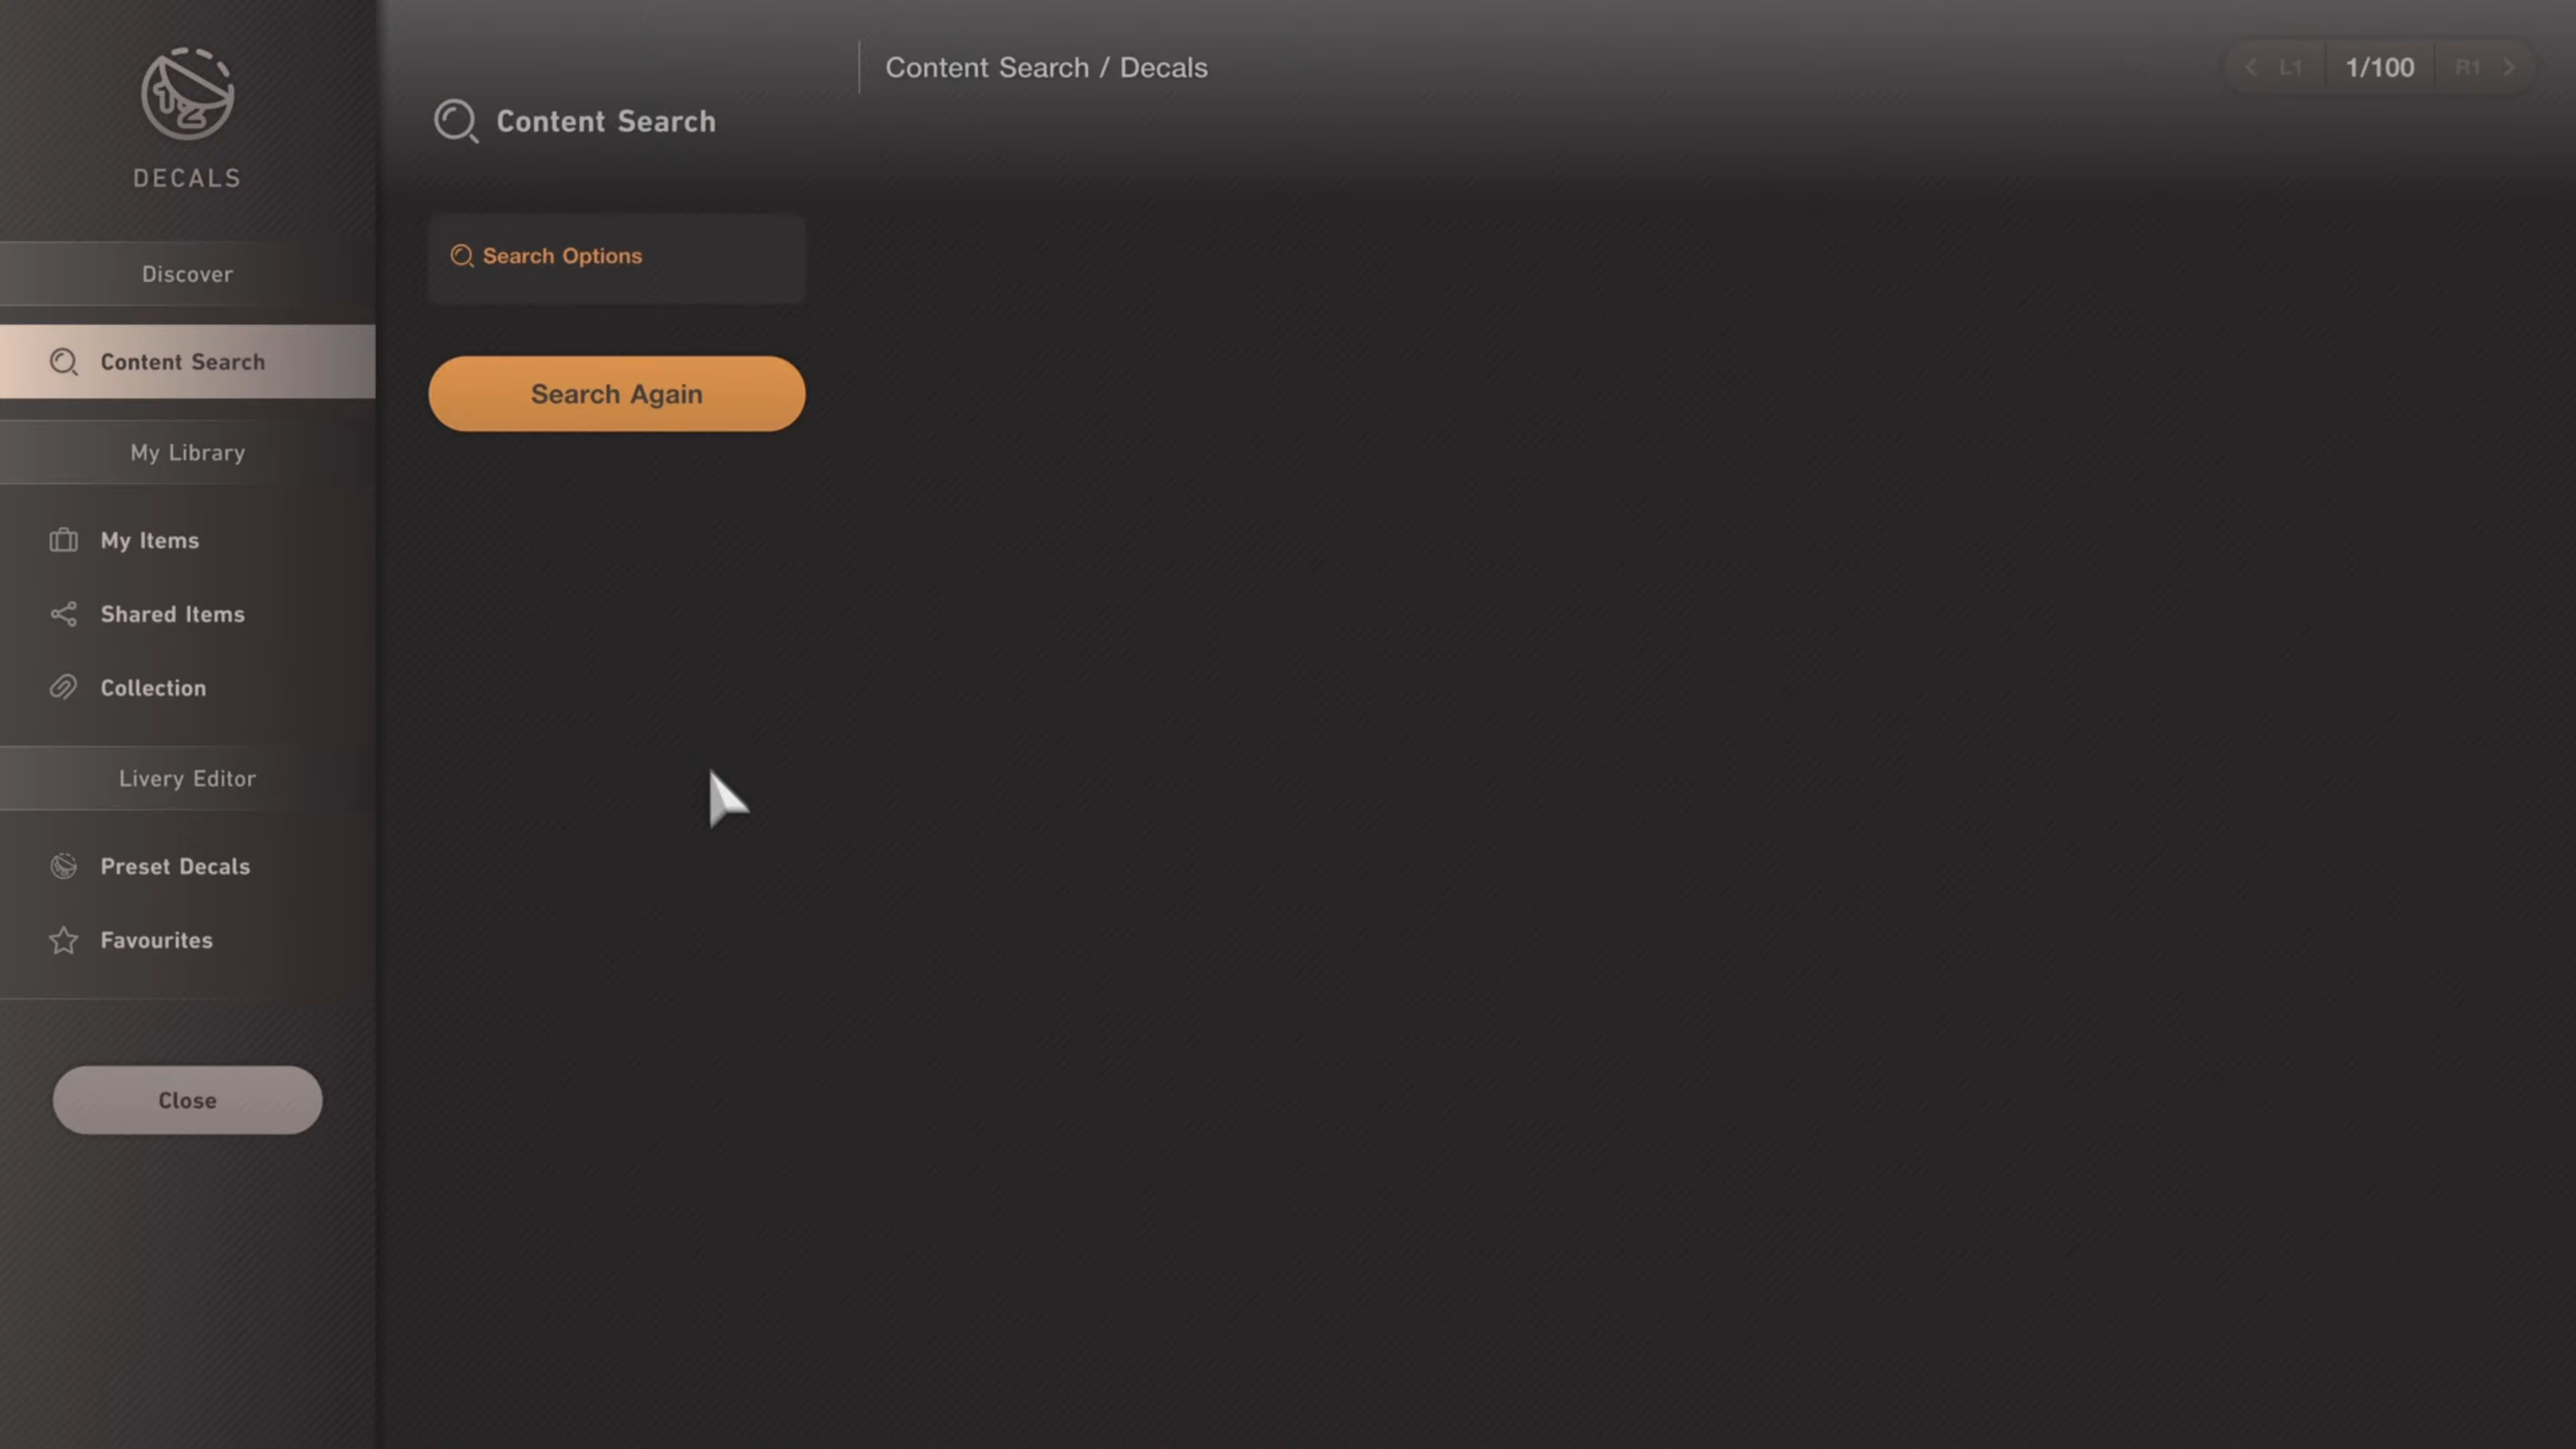 DECALS
Discover
Content Search
My Library
My Items
Shared Items
Collection
Livery Editor
Preset Decals
Favourites
Close
Content Search
Search Options
Search Again
Content Search / Decals
L1 1/100 R1